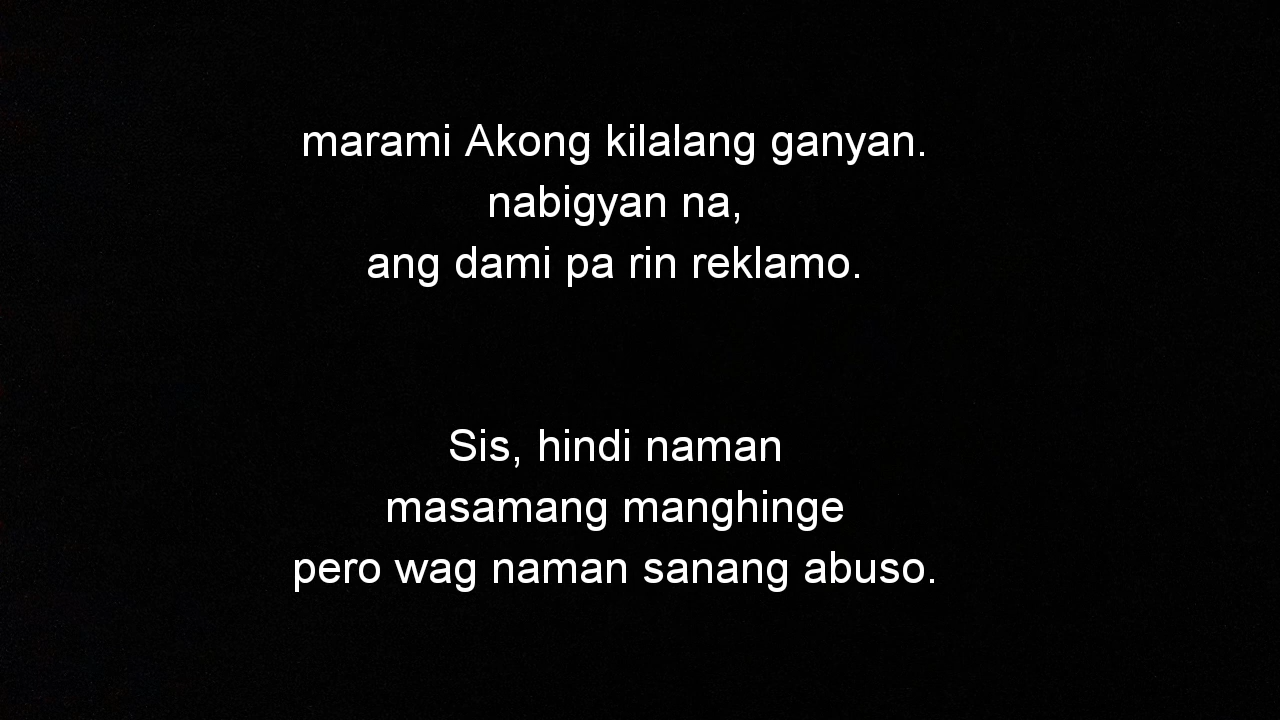 marami Akong kilalang ganyan.
nabigyan na,
ang dami pa rin reklamo.
Sis, hindi naman
masamang manghinge
pero wag naman sanang abuso.